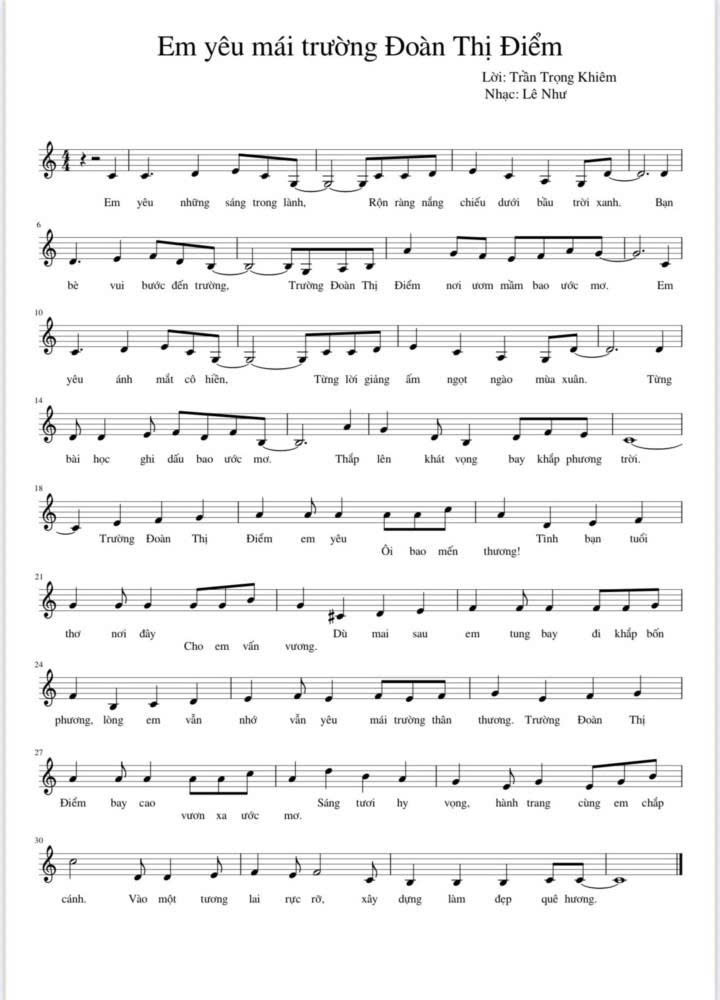 Em yêu mái trường Đoàn Thị Điểm
Lời: Trần Trọng Khiêm
Nhạc: Lê Như
Em yêu những sáng trong lành, Rộn ràng nắng chiếu dưới bầu trời xanh. Bạn
6
bè vui bước đến trường, Trường Đoàn Thị Điểm nơi ươm mầm bao ước mơ. Em
10
yêu ánh mắt cô hiền, Từng lời giảng ấm ngọt ngào mùa xuân. Từng
14
bài học ghi dấu bao ước mơ. Thắp lên khát vọng bay khắp phương trời.
18
Trường Đoàn Thị Điểm em yêu Tình bạn tuổi
Ôi bao mến thương!
21
thơ nơi đây Dù mai sau em tung bay đi khắp bốn
Cho em vấn vương.
24
phương, lòng em vẫn nhớ vẫn yêu mái trường thân thương. Trường Đoàn Thị
27
Điểm bay cao Sáng tươi hy vọng, hành trang cùng em chắp
vươn xa ước mơ.
30
cánh. Vào một tương lai rực rỡ, xây dựng làm đẹp quê hương.